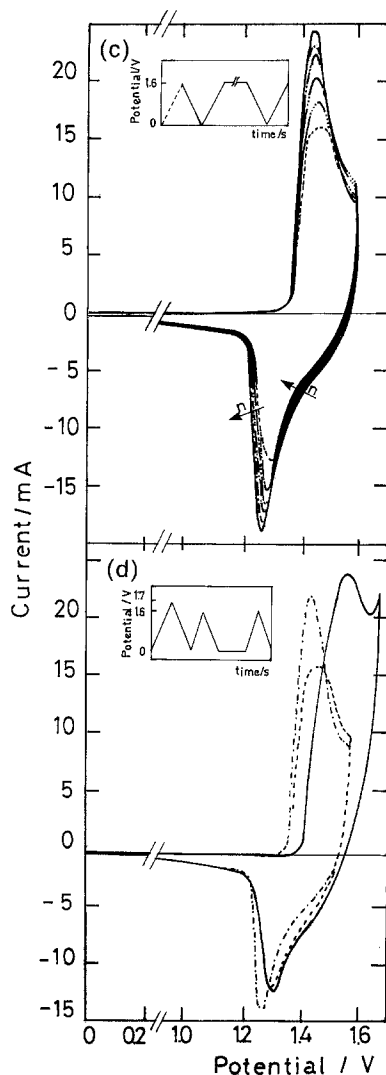 (c)
20
15
10
5
0
-5
-10
-15
Potential/V
1.6
0
time/s
n
n
Current/mA
(d)
20
15
10
5
0
-5
-10
-15
Potential / V
1.7
1.6
0
time/s
0
0.2
1.0
1.2
1.4
1.6
Potential / V